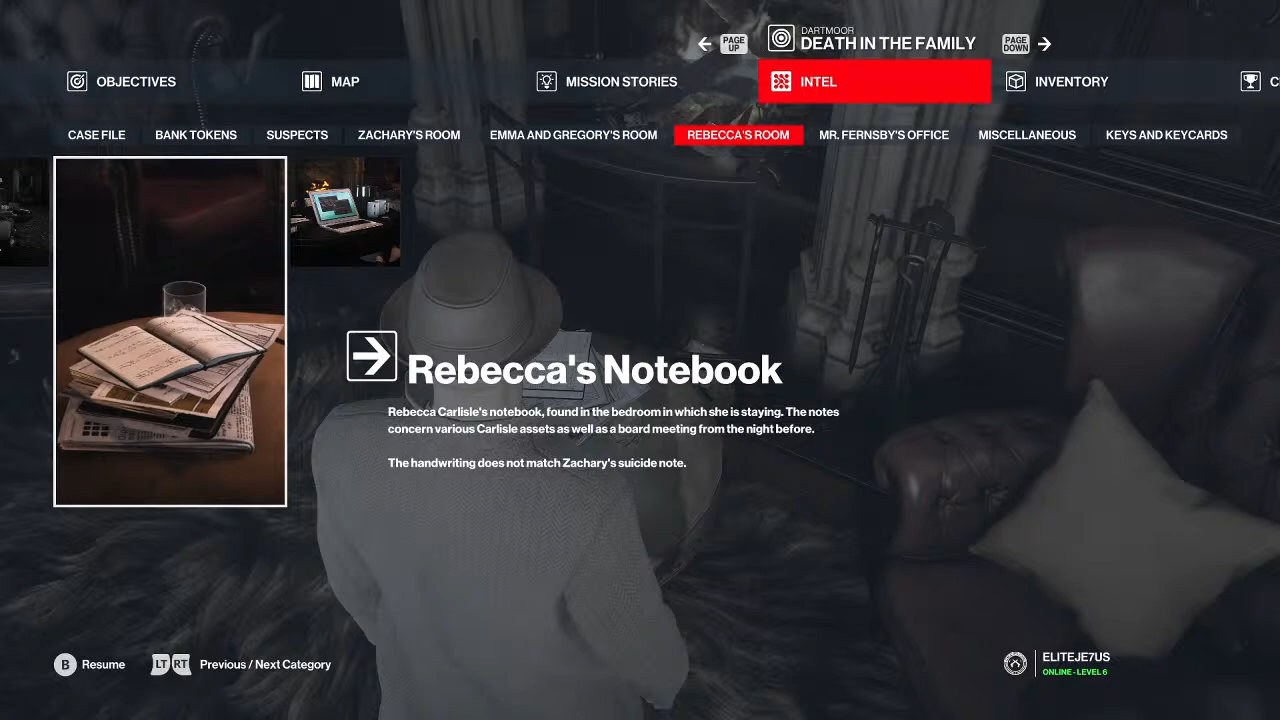 PAGE UP
DARTMOOR
DEATH IN THE FAMILY
PAGE DOWN
OBJECTIVES
MAP
MISSION STORIES
INTEL
INVENTORY
C
CASE FILE
BANK TOKENS
SUSPECTS
ZACHARY'S ROOM
EMMA AND GREGORY'S ROOM
REBECCA'S ROOM
MR. FERNSBY'S OFFICE
MISCELLANEOUS
KEYS AND KEYCARDS
Rebecca's Notebook
Rebecca Carlisle's notebook, found in the bedroom in which she is staying. The notes
concern various Carlisle assets as well as a board meeting from the night before.
The handwriting does not match Zachary's suicide note.
B Resume
LT RT Previous / Next Category
ELITEJE7US
ONLINE - LEVEL 6